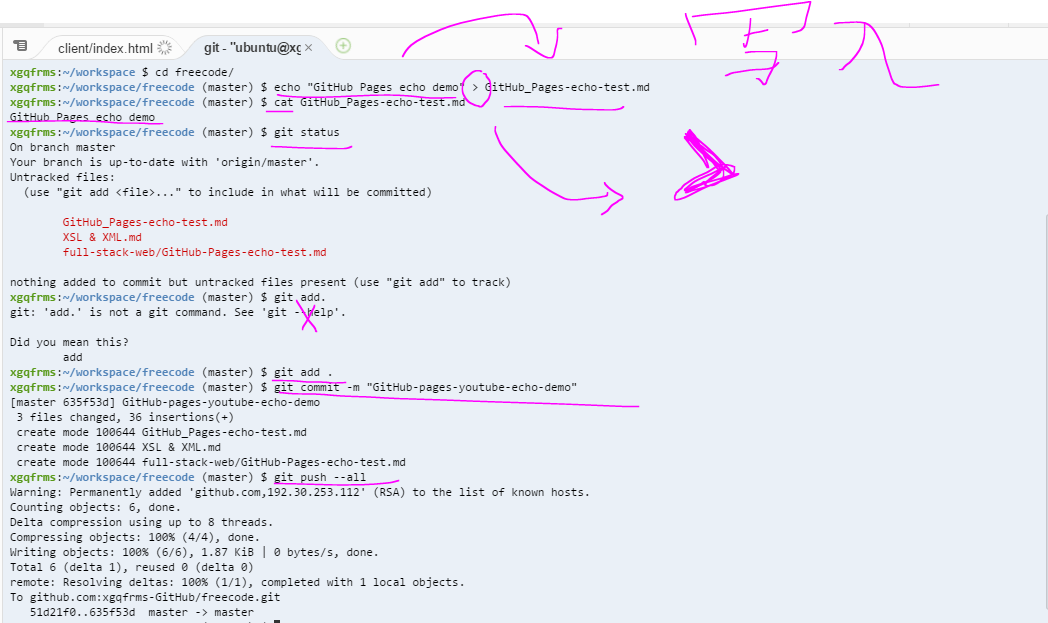 client/index.html git - "ubuntu@xg
写入
xgqfrms:~/workspace $ cd freecode/
xgqfrms:~/workspace/freecode (master) $ echo "GitHub Pages echo demo" > GitHub_Pages-echo-test.md
xgqfrms:~/workspace/freecode (master) $ cat GitHub_Pages-echo-test.md
GitHub Pages echo demo
xgqfrms:~/workspace/freecode (master) $ git status
On branch master
Your branch is up-to-date with 'origin/master'.
Untracked files:
(use "git add <file>..." to include in what will be committed)
GitHub_Pages-echo-test.md
XSL & XML.md
full-stack-web/GitHub-Pages-echo-test.md
nothing added to commit but untracked files present (use "git add" to track)
xgqfrms:~/workspace/freecode (master) $ git add.
git: 'add.' is not a git command. See 'git --help'.
Did you mean this?
add
xgqfrms:~/workspace/freecode (master) $ git add .
xgqfrms:~/workspace/freecode (master) $ git commit -m "GitHub-pages-youtube-echo-demo"
[master 635f53d] GitHub-pages-youtube-echo-demo
3 files changed, 36 insertions(+)
create mode 100644 GitHub_Pages-echo-test.md
create mode 100644 XSL & XML.md
create mode 100644 full-stack-web/GitHub-Pages-echo-test.md
xgqfrms:~/workspace/freecode (master) $ git push --all
Warning: Permanently added 'github.com,192.30.253.112' (RSA) to the list of known hosts.
Counting objects: 6, done.
Delta compression using up to 8 threads.
Compressing objects: 100% (4/4), done.
Writing objects: 100% (6/6), 1.87 KiB | 0 bytes/s, done.
Total 6 (delta 1), reused 0 (delta 0)
remote: Resolving deltas: 100% (1/1), completed with 1 local objects.
To github.com:xgqfrms-GitHub/freecode.git
51d21f0..635f53d master -> master